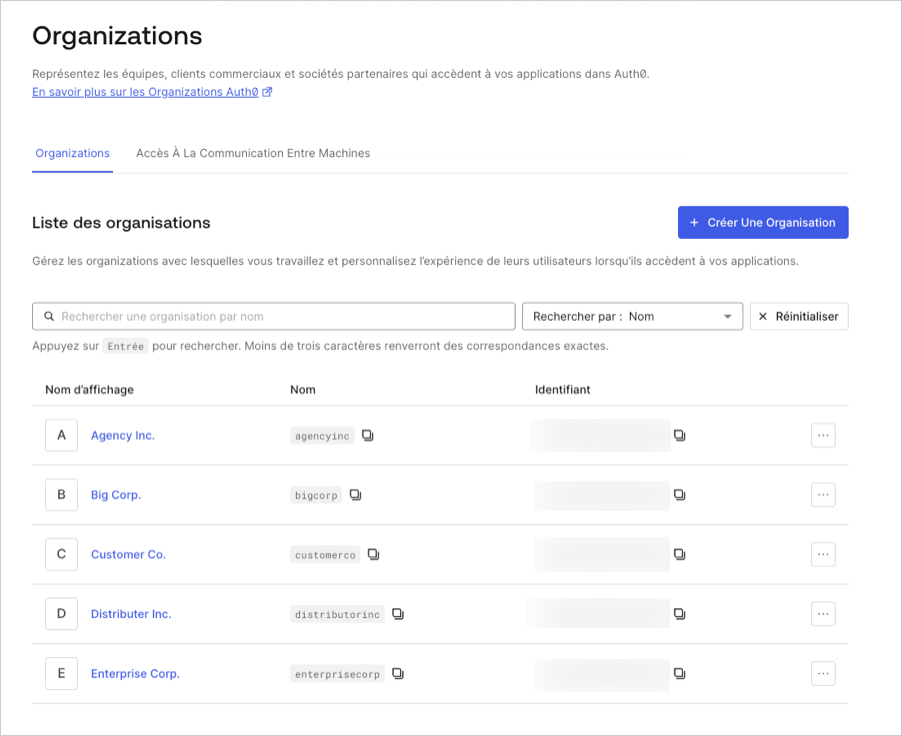 Organizations
Représentez les équipes, clients commerciaux et sociétés partenaires qui accèdent à vos applications dans Auth0.
En savoir plus sur les Organizations Auth0
Organizations Accès À La Communication Entre Machines
Liste des organisations
+ Créer Une Organisation
Gérez les organizations avec lesquelles vous travaillez et personnalisez l'expérience de leurs utilisateurs lorsqu'ils accèdent à vos applications.
Rechercher une organisation par nom Rechercher par : Nom ✕ Réinitialiser
Appuyez sur Entrée pour rechercher. Moins de trois caractères renverront des correspondances exactes.
Nom d'affichage Nom Identifiant
A Agency Inc. agencyinc ...
B Big Corp. bigcorp ...
C Customer Co. customerco ...
D Distributer Inc. distributorinc ...
E Enterprise Corp. enterprisecorp ...